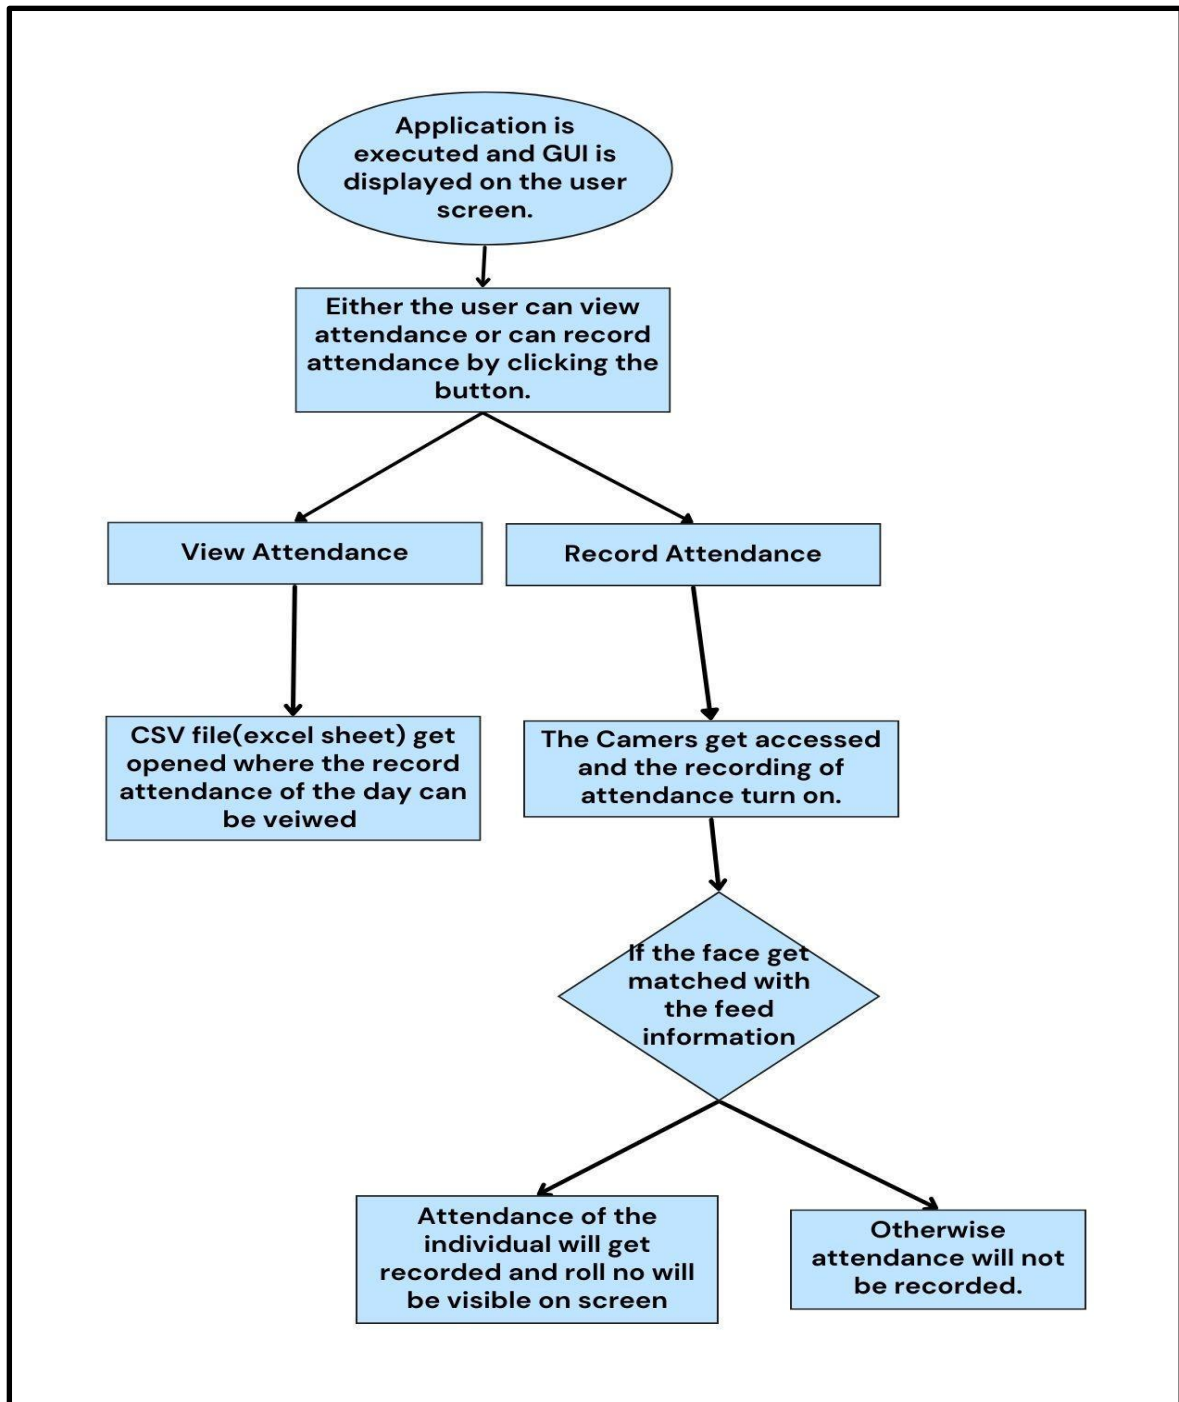 Application is
executed and GUI is
displayed on the user
screen.
Either the user can view
attendance or can record
attendance by clicking the
button.
View Attendance
Record Attendance
CSV file(excel sheet) get
opened where the record
attendance of the day can
be veiwed
The Camers get accessed
and the recording of
attendance turn on.
If the face get
matched with
the feed
information
Attendance of the
individual will get
recorded and roll no will
be visible on screen
Otherwise
attendance will not
be recorded.